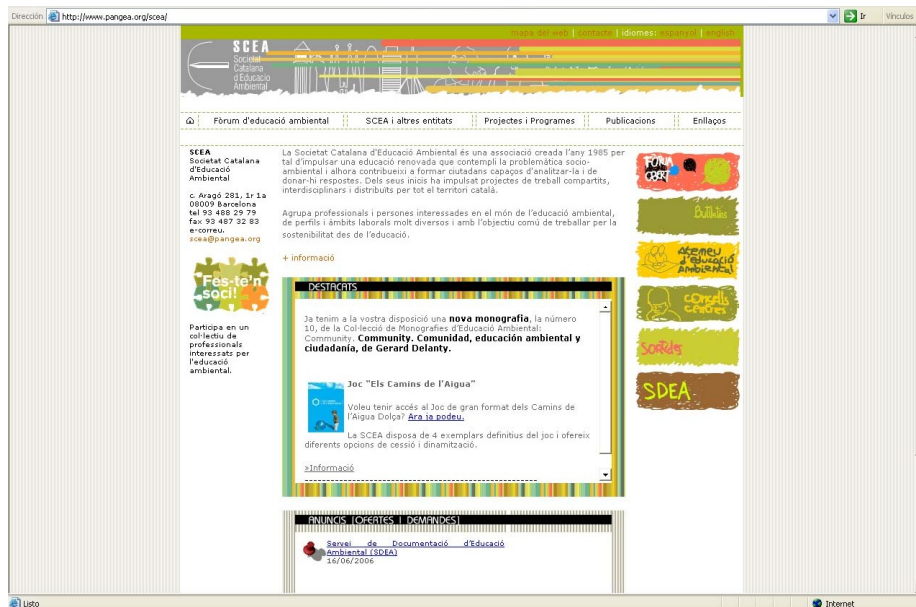 Dirección http://www.pangea.org/scea/ Ir Vínculos
mapa del web | contacte | idiomes: espanyol | english
SCEA
Societat
Catalana
d'Educació
Ambiental
Fòrum d'educació ambiental SCEA i altres entitats Projectes i Programes Publicacions Enllaços
SCEA
Societat Catalana
d'Educació
Ambiental
c. Aragó 281, 1r 1a
08009 Barcelona
tel 93 488 29 79
fax 93 487 32 83
e-correu.
scea@pangea.org
Fes-te'n
soci!
Participa en un
col·lectiu de
professionals
interessats per
l'educació
ambiental.
La Societat Catalana d'Educació Ambiental és una associació creada l'any 1985 per
tal d'impulsar una educació renovada que contempli la problemàtica socio-
ambiental i alhora contribueixi a formar ciutadans capaços d'analitzar-la i de
donar-hi respostes. Dels seus inicis ha impulsat projectes de treball compartits,
interdisciplinars i distribuïts per tot el territori català.
Agrupa professionals i persones interessades en el món de l'educació ambiental,
de perfils i àmbits laborals molt diversos i amb l'objectiu comú de treballar per la
sostenibilitat des de l'educació.
+ informació
DESTACATS
Ja tenim a la vostra disposició una nova monografia, la número
10, de la Col·lecció de Monografies d'Educació Ambiental:
Community. Community. Comunidad, educación ambiental y
ciudadanía, de Gerard Delanty.
Joc "Els Camins de l'Aigua"
Voleu tenir accés al Joc de gran format dels Camins de
l'Aigua Dolça? Ara ja podeu.
La SCEA disposa de 4 exemplars definitius del joc i ofereix
diferents opcions de cessió i dinamització.
>Informació
ANUNCIS [OFERTES I DEMANDES]
Servei de Documentació d'Educació
Ambiental (SDEA)
16/06/2006
FÒRUM
OBERT
Butlletins
Ateneu
d'educació
ambiental
consells
centres
Sortides
SDEA
Listo Internet